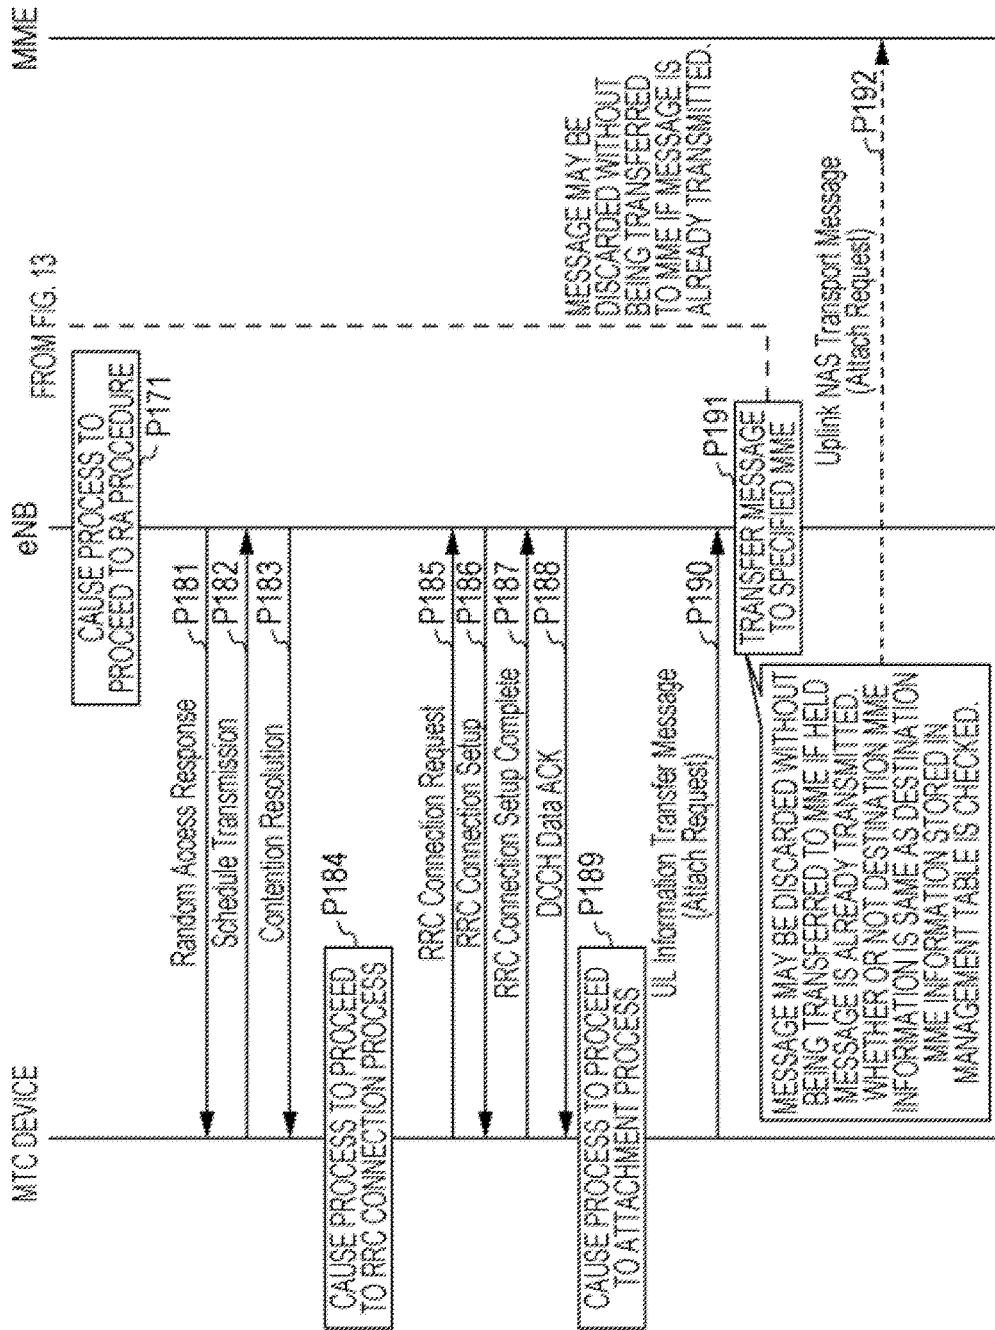 MTC DEVICE
eNB
FROM FIG. 13
MME
CAUSE PROCESS TO
PROCEED TO RA PROCEDURE
P171
Random Access Response
P181
Schedule Transmission
P182
Contention Resolution
P183
CAUSE PROCESS TO PROCEED
TO RRC CONNECTION PROCESS
P184
RRC Connection Request
P185
RRC Connection Setup
P186
RRC Connection Setup Complete
P187
DCCH Data ACK
P188
CAUSE PROCESS TO PROCEED
TO ATTACHMENT PROCESS
P189
UL Information Transfer Message
(Attach Request)
P190
MESSAGE MAY BE
DISCARDED WITHOUT
BEING TRANSFERRED
TO MME IF MESSAGE IS
ALREADY TRANSMITTED.
P191
TRANSFER MESSAGE
TO SPECIFIED MME
MESSAGE MAY BE DISCARDED WITHOUT
BEING TRANSFERRED TO MME IF HELD
MESSAGE IS ALREADY TRANSMITTED.
WHETHER OR NOT DESTINATION MME
INFORMATION IS SAME AS DESTINATION
MME INFORMATION STORED IN
MANAGEMENT TABLE IS CHECKED.
Uplink NAS Transport Message
(Attach Request)
P192